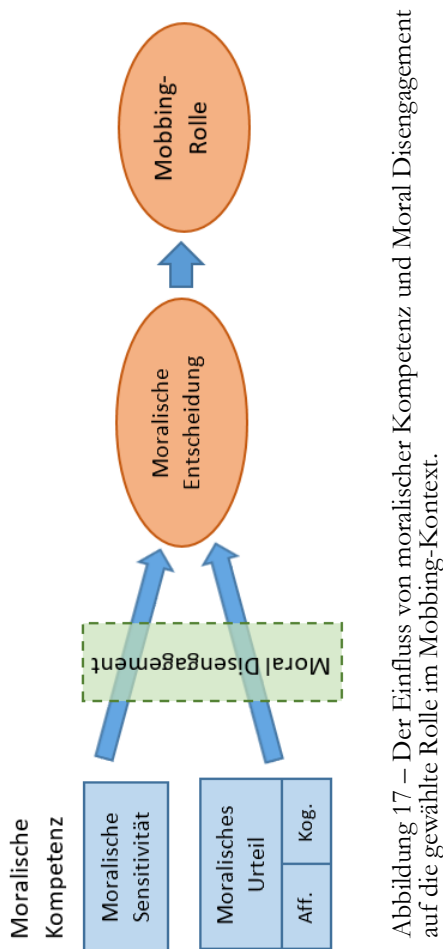 Moralische
Kompetenz
Moralische
Sensitivität
Moralisches
Urteil
Aff.
Kog.
Moral Disengagement
Moralische
Entscheidung
Mobbing-
Rolle
Abbildung 17 – Der Einfluss von moralischer Kompetenz und Moral Disengagement
auf die gewählte Rolle im Mobbing-Kontext.